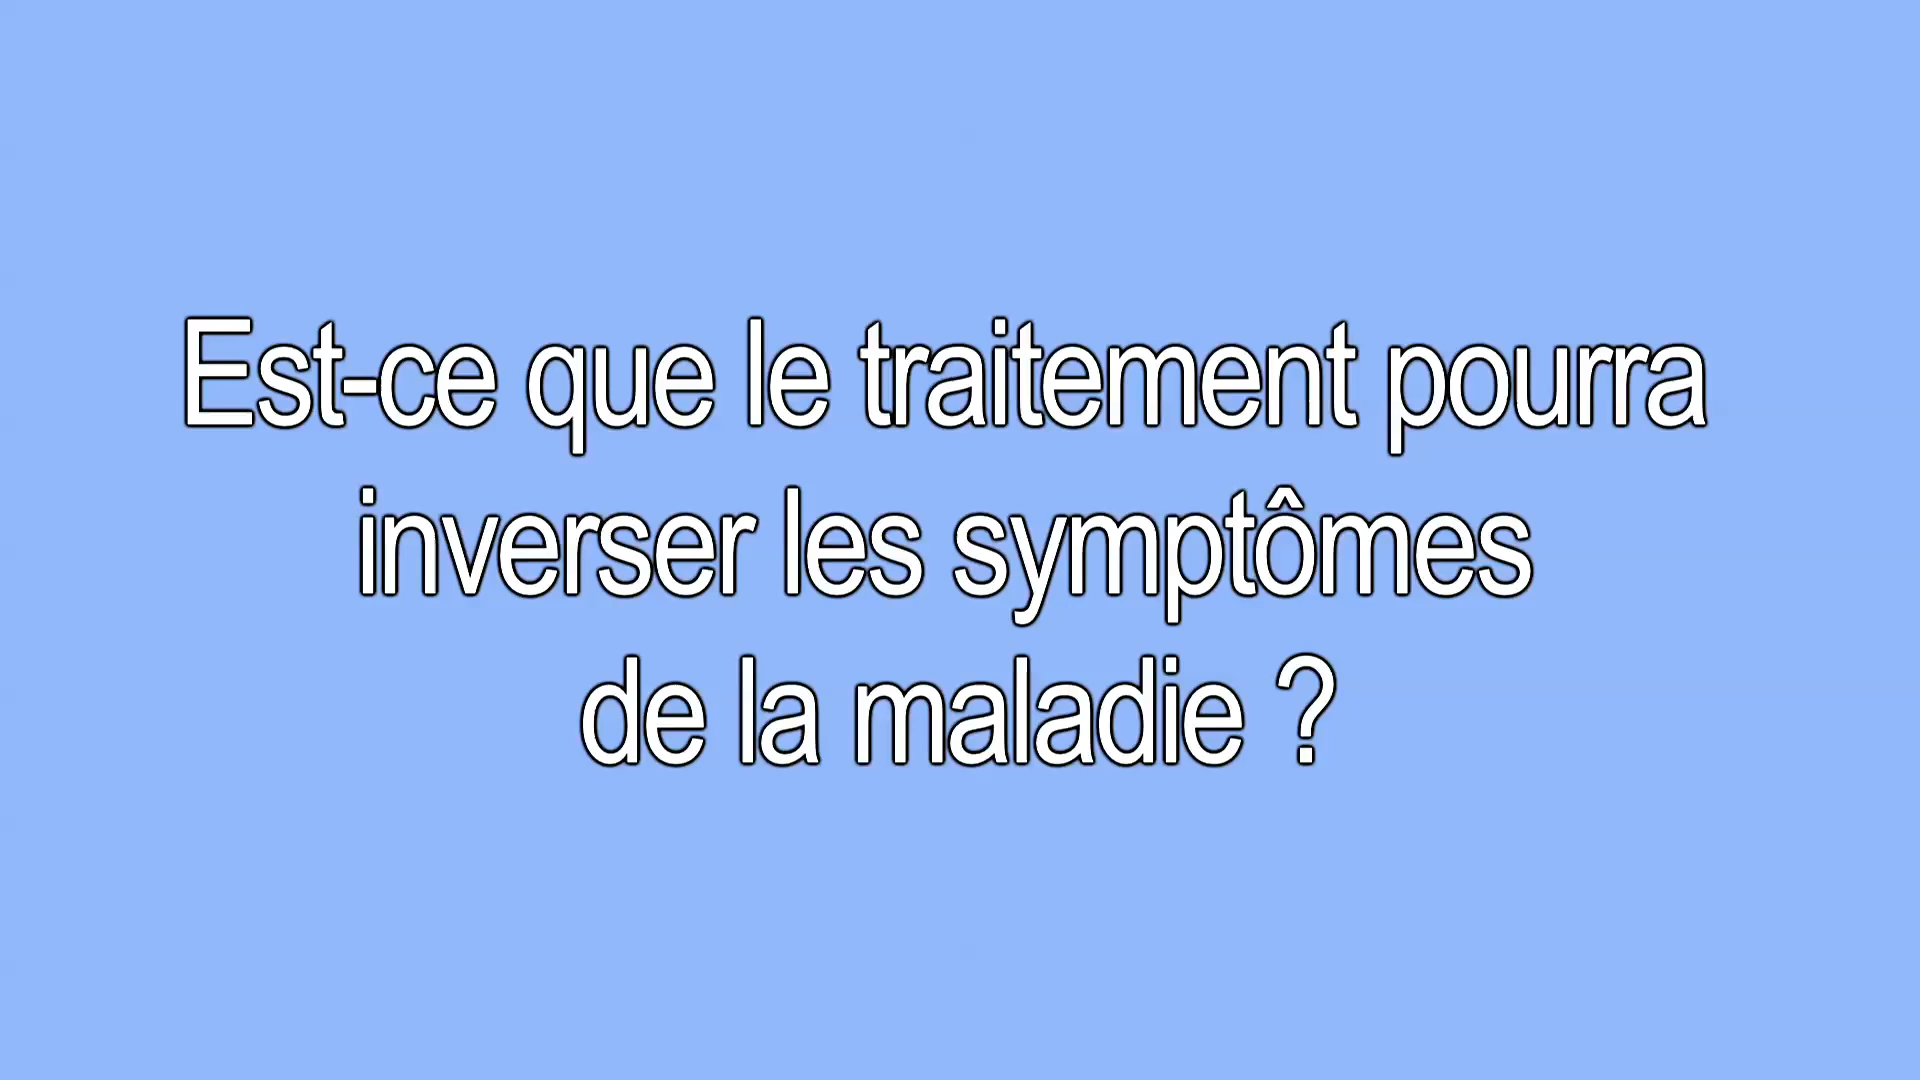 Est-ce que le traitement pourra
inverser les symptômes
de la maladie ?